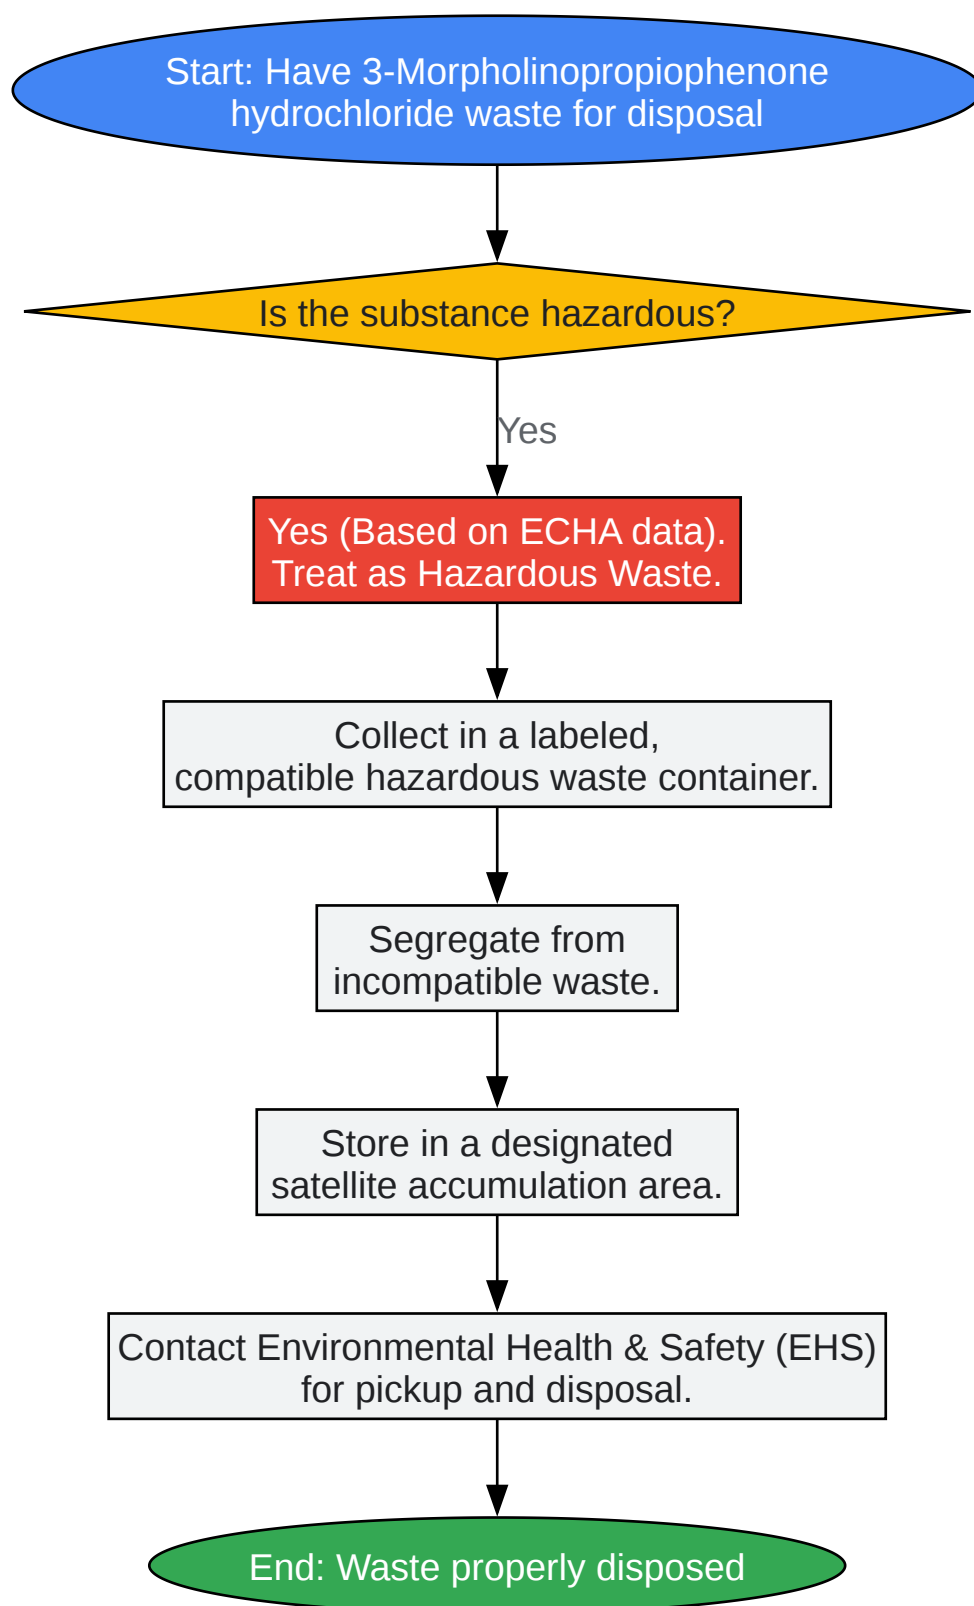 Start: Have 3-Morpholinopropiophenone
hydrochloride waste for disposal
Is the substance hazardous?
Yes
Yes (Based on ECHA data).
Treat as Hazardous Waste.
Collect in a labeled,
compatible hazardous waste container.
Segregate from
incompatible waste.
Store in a designated
satellite accumulation area.
Contact Environmental Health & Safety (EHS)
for pickup and disposal.
End: Waste properly disposed